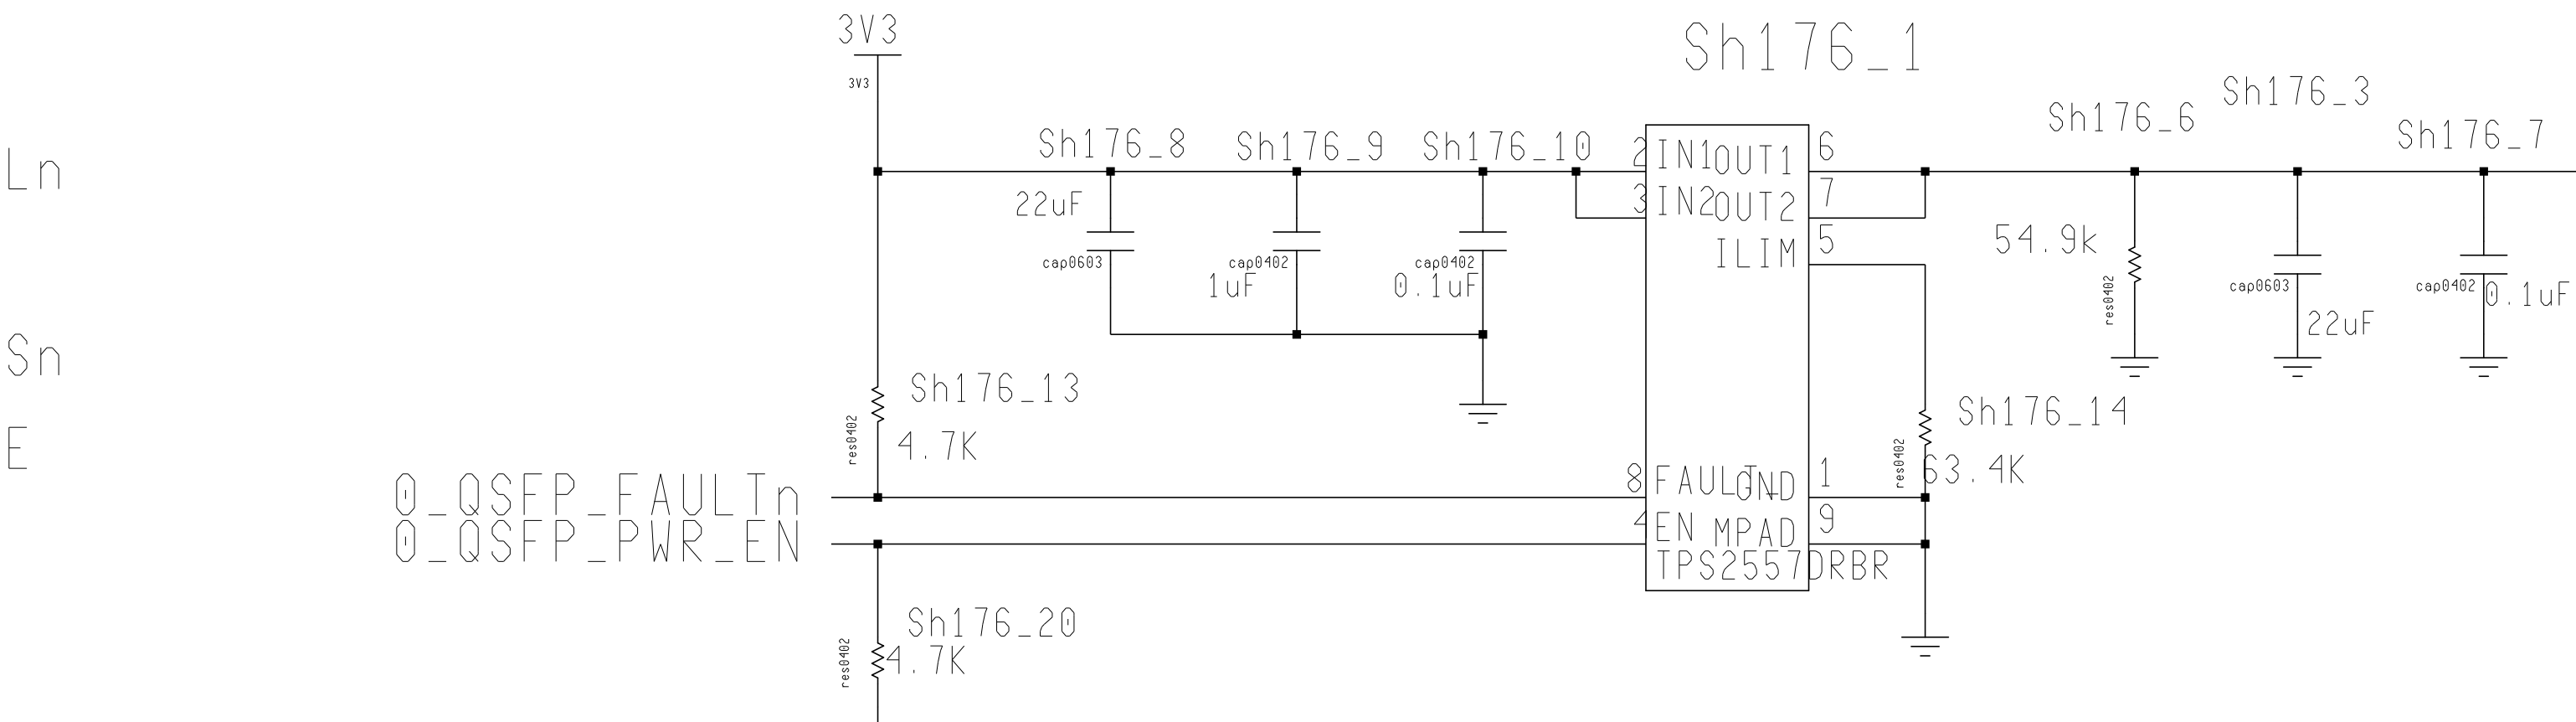 3V3
Sh176_1
3V3
Sh176_6
Sh176_3
Sh176_7
Sh176_8
Sh176_9
Sh176_10
2
IN1
OUT1
6
Ln
3
IN2
OUT2
7
22uF
ILIM
5
54.9k
cap0603
cap0402
cap0402
1uF
0.1uF
res0402
cap0603
cap0402
0.1uF
22uF
Sn
Sh176_13
res0402
4.7K
Sh176_14
res0402
63.4K
E
0_QSFP_FAULTn
8
FAULT_
GND
1
0_QSFP_PWR_EN
4
EN
MPAD
9
TPS2557DRBR
Sh176_20
res0402
4.7K